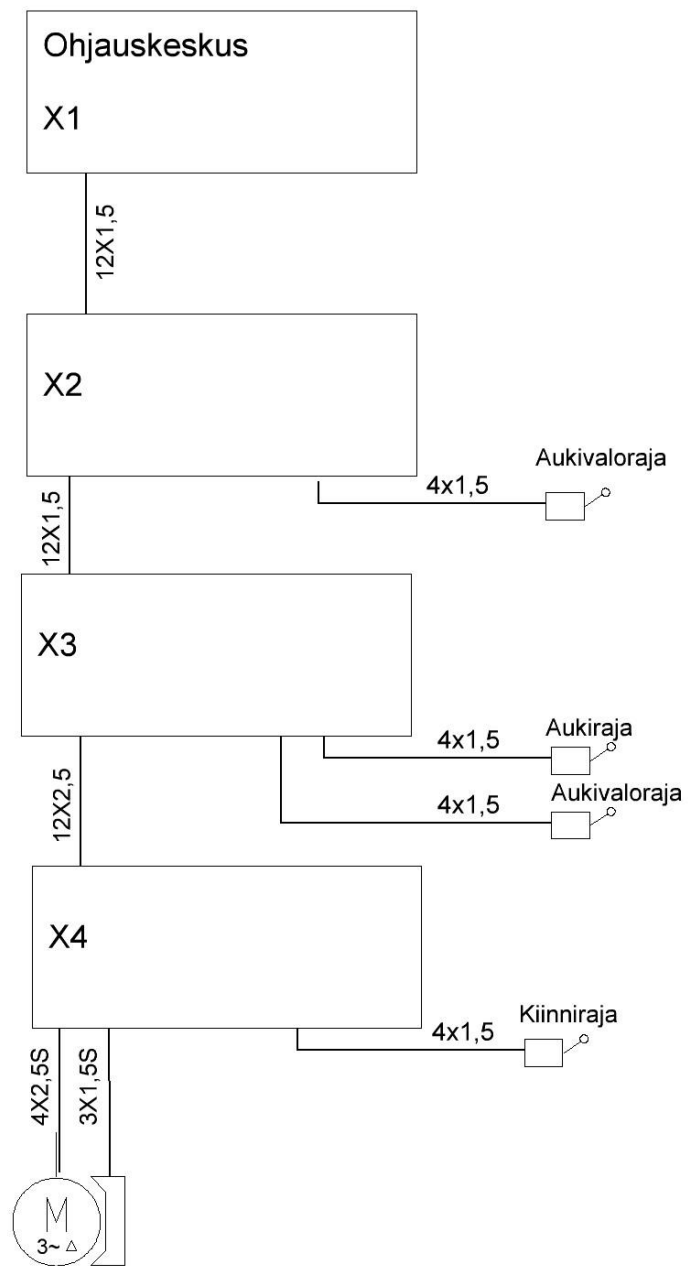 Ohjauskeskus
X1
12X1,5
X2
Aukivaloraja
4x1,5
12X1,5
X3
Aukiraja
4x1,5
Aukivaloraja
4x1,5
12X2,5
X4
Kiinniraja
4x1,5
4X2,5S
3X1,5S
M
3~ △